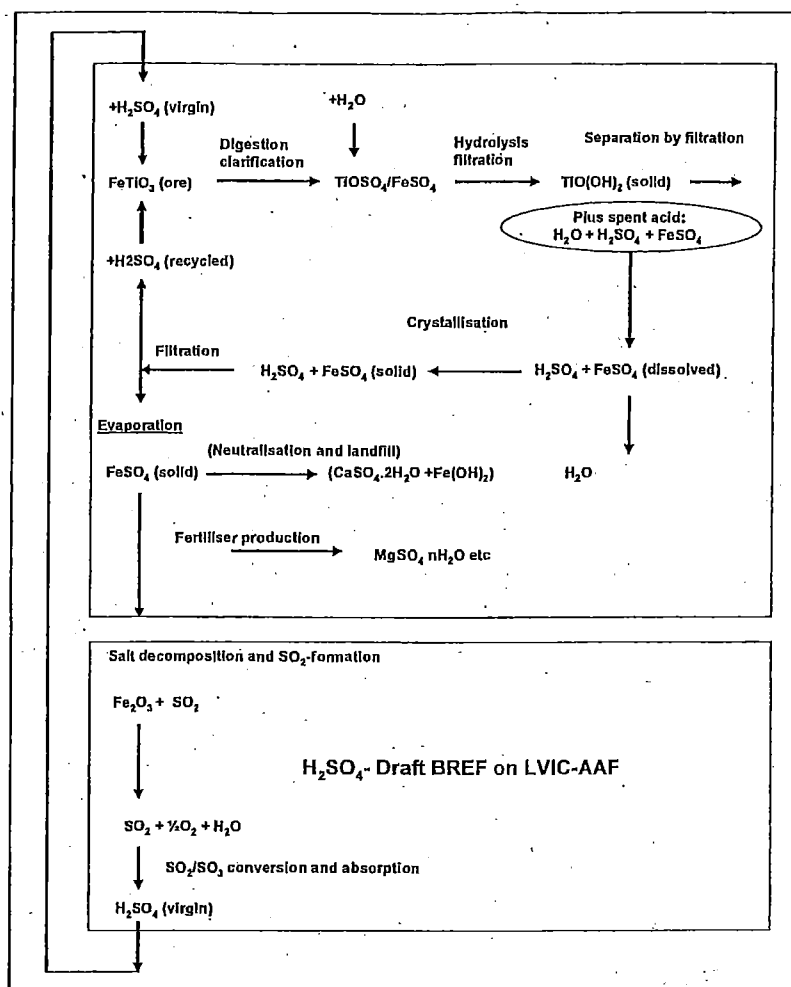 +H₂SO₄ (virgin)
+H₂O
Digestion
clarification
Hydrolysis
filtration
Separation by filtration
FeTiO₃ (ore)
TiOSO₄/FeSO₄
TiO(OH)₂ (solid)
Plus spent acid:
H₂O + H₂SO₄ + FeSO₄
+H2SO₄ (recycled)
Crystallisation
Filtration
H₂SO₄ + FeSO₄ (solid)
H₂SO₄ + FeSO₄ (dissolved)
Evaporation
(Neutralisation and landfill)
FeSO₄ (solid)
(CaSO₄.2H₂O +Fe(OH)₂)
H₂O
Fertiliser production
MgSO₄ nH₂O etc
Salt decomposition and SO₂-formation
Fe₂O₃ + SO₂
H₂SO₄- Draft BREF on LVIC-AAF
SO₂ + ½O₂ + H₂O
SO₂/SO₃ conversion and absorption
H₂SO₄ (virgin)